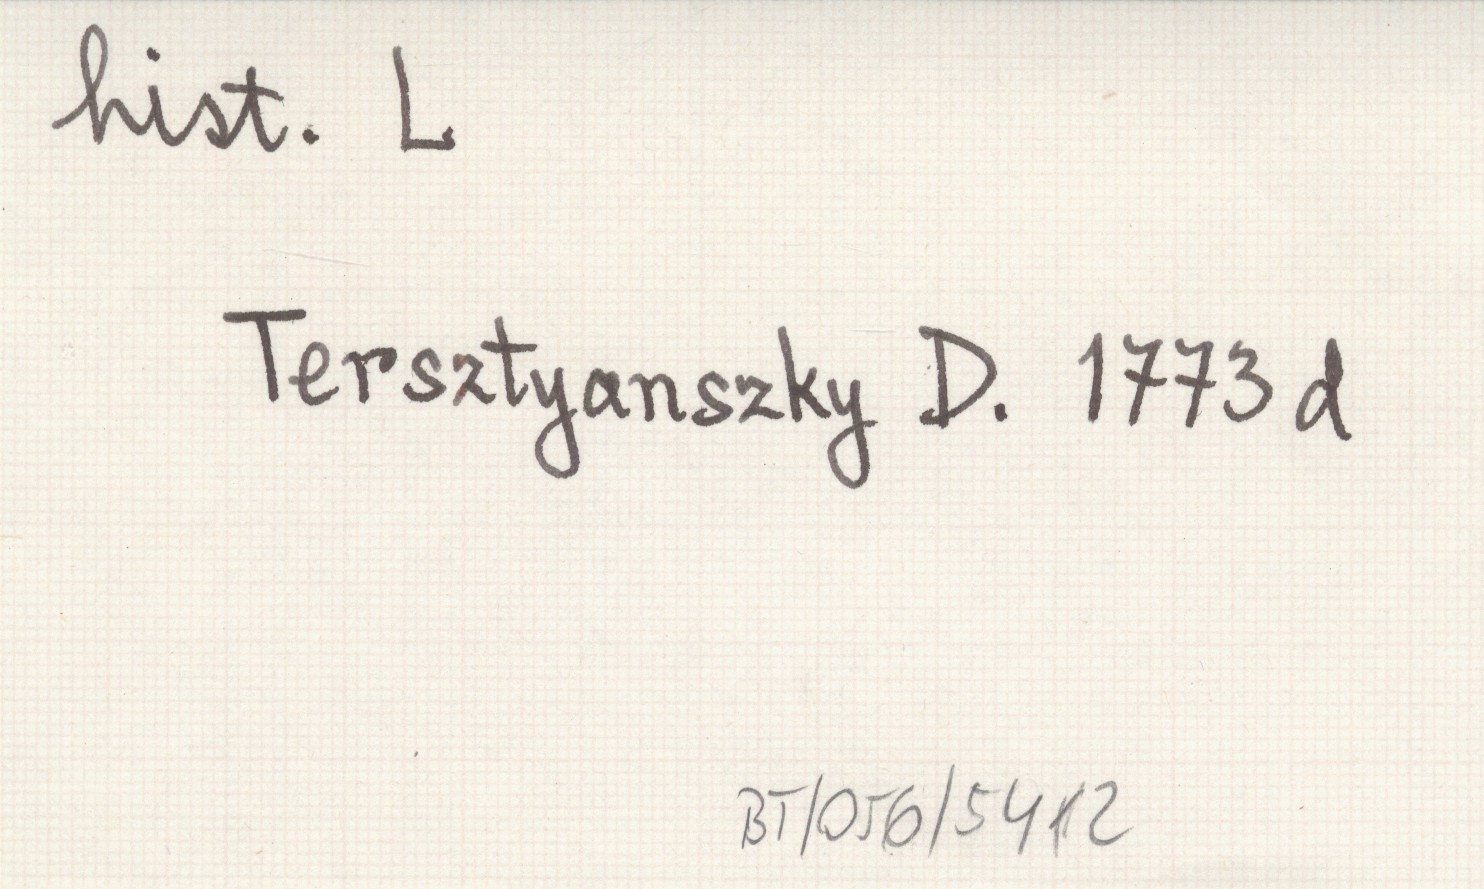 hist. L
Tersztyanszky D. 1773 d
BT/056/5412